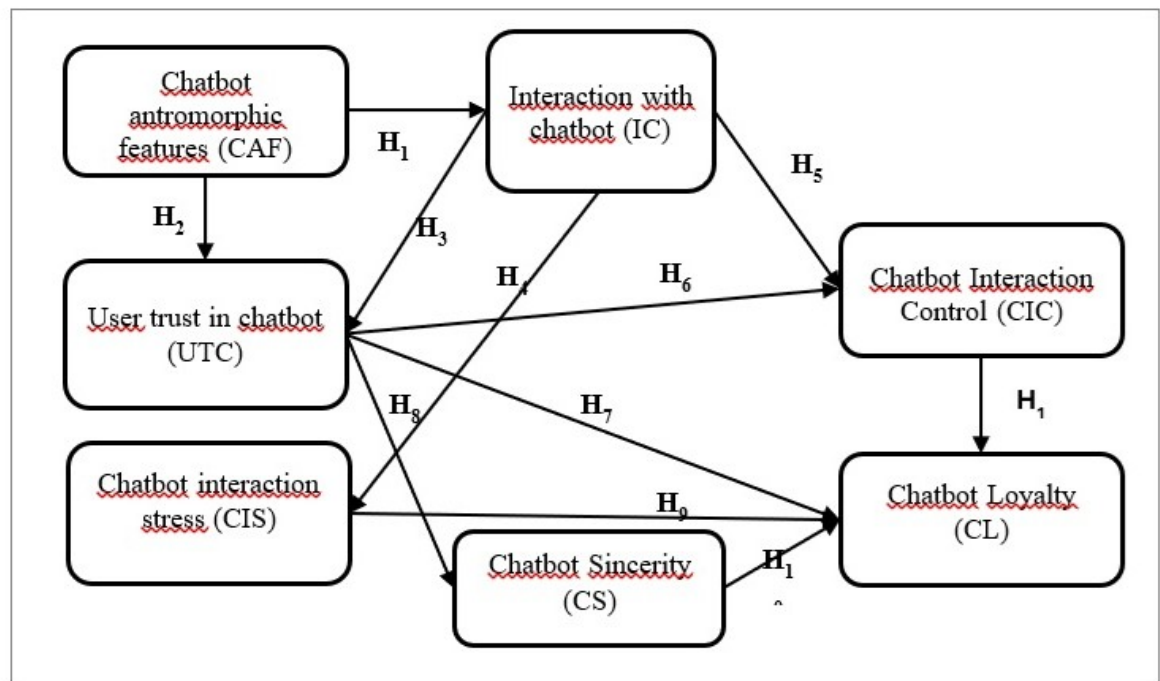 Chatbot
antromorphic
features (CAF)
Interaction with
chatbot (IC)
H₁
H₅
H₂
H₃
User trust in chatbot
(UTC)
H₄
H₆
Chatbot Interaction
Control (CIC)
H₈
H₇
H₁
Chatbot interaction
stress (CIS)
H₉
Chatbot Loyalty
(CL)
Chatbot Sincerity
(CS)
H₁